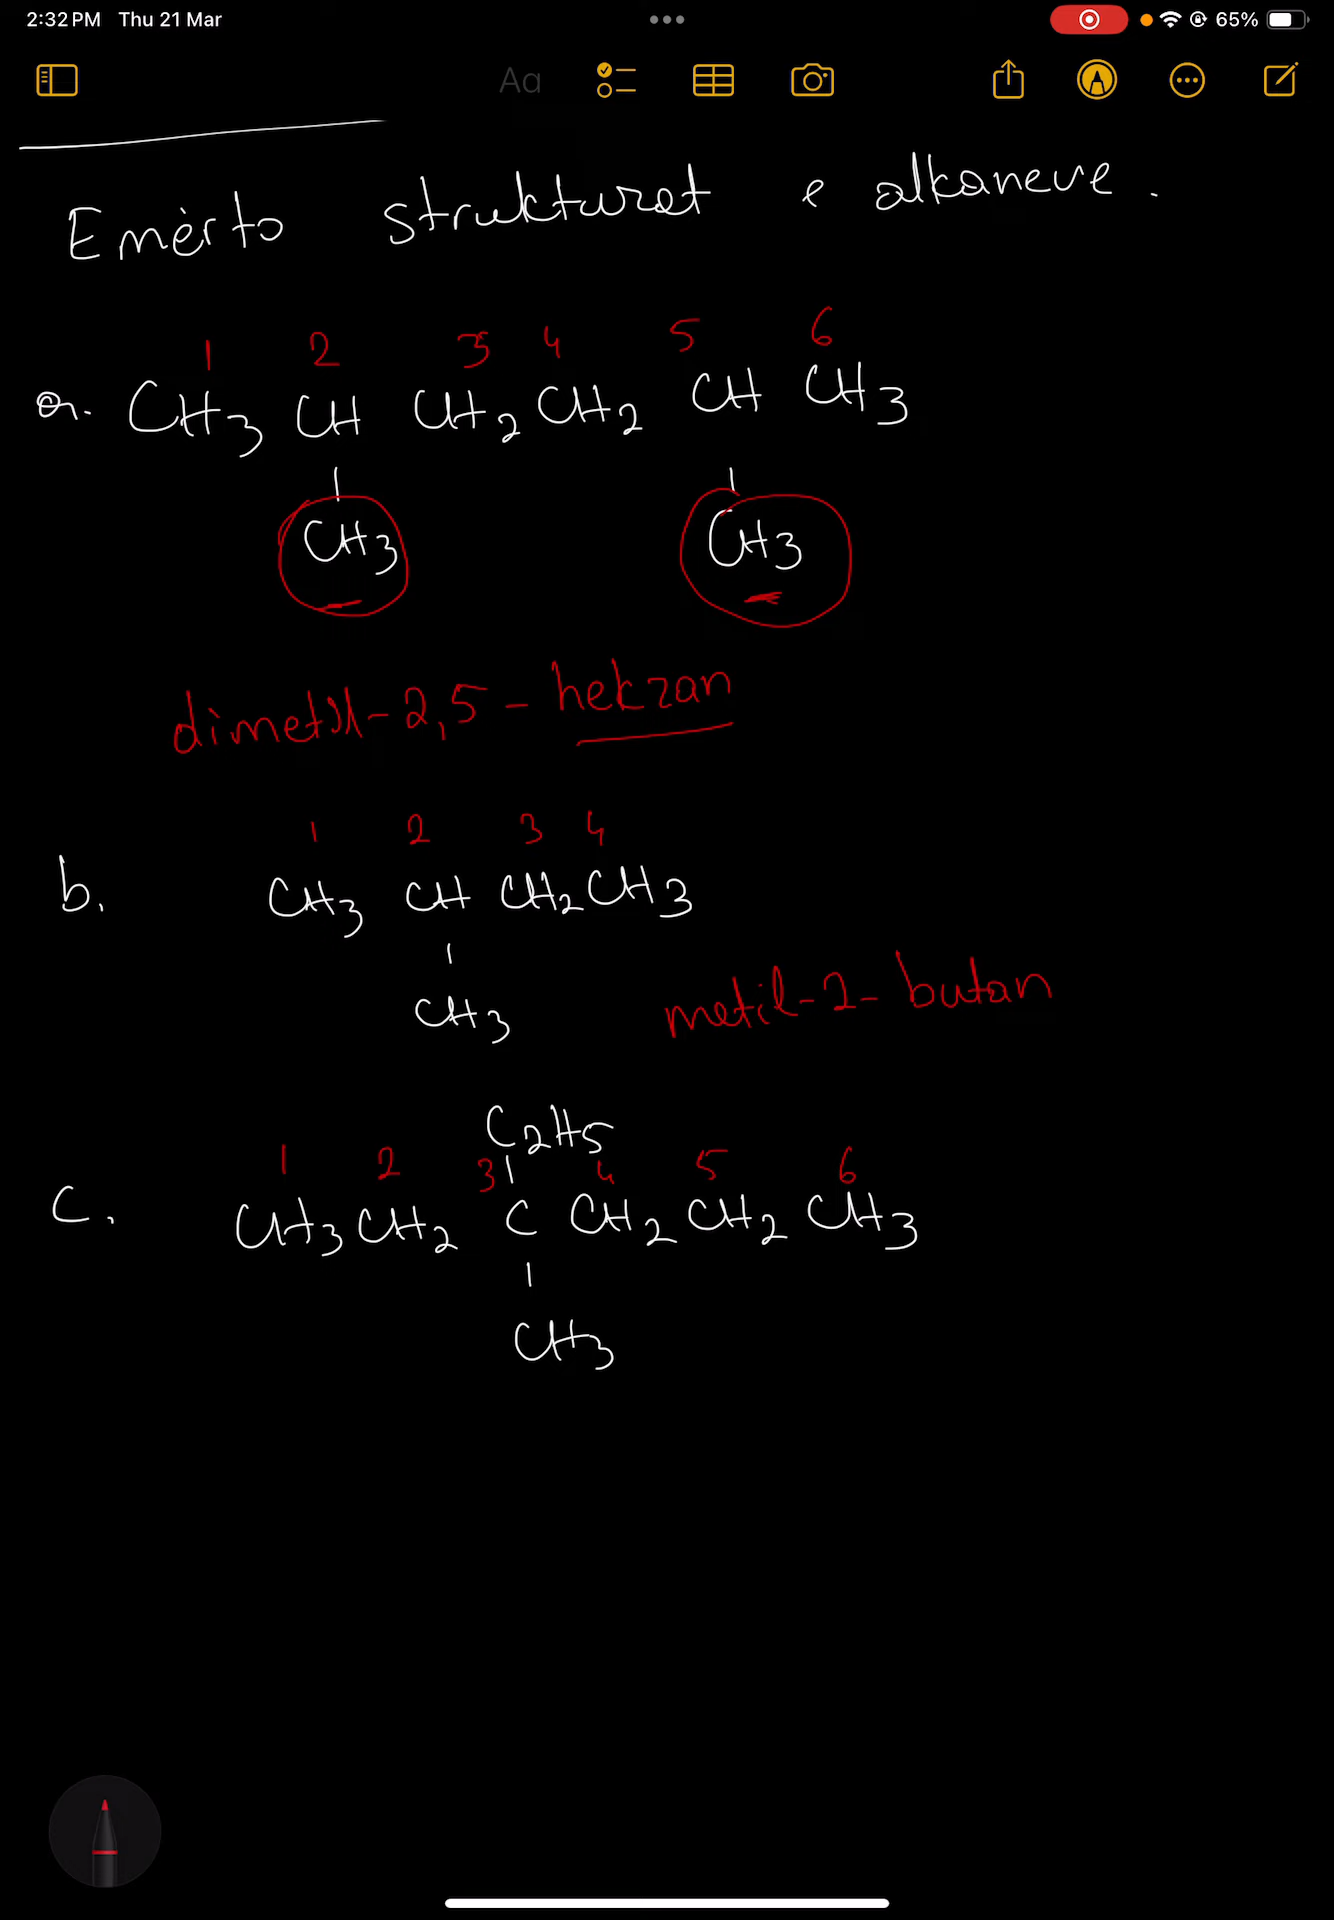 2:32 PM Thu 21 Mar
65%
Aa
Emërto strukturat e alkaneve.
1 2 3 4 5 6
a. CH3 CH CH2 CH2 CH CH3
CH3 CH3
dimetil-2,5-hekzan
1 2 3 4
b. CH3 CH CH2 CH3
CH3
metil-2-butan
C2H5
1 2 3 4 5 6
c. CH3 CH2 C CH2 CH2 CH3
CH3